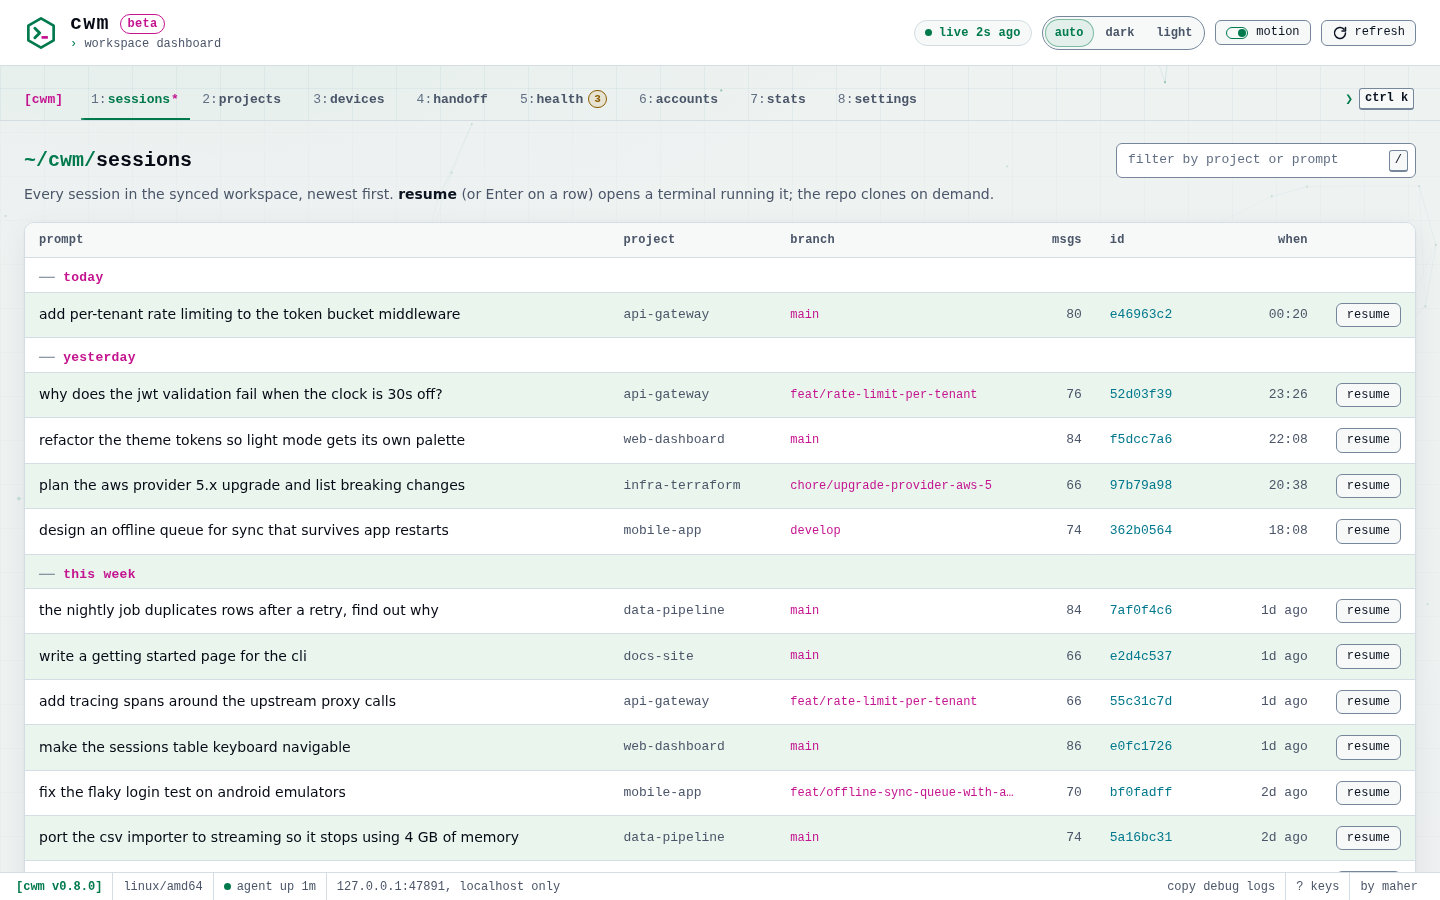 cwm beta
› workspace dashboard
live 2s ago
auto dark light
motion
refresh
[cwm] 1:sessions* 2:projects 3:devices 4:handoff 5:health 3 6:accounts 7:stats 8:settings
❯ ctrl k
~/cwm/sessions
filter by project or prompt /
Every session in the synced workspace, newest first. resume (or Enter on a row) opens a terminal running it; the repo clones on demand.
prompt project branch msgs id when
── today
add per-tenant rate limiting to the token bucket middleware api-gateway main 80 e46963c2 00:20 resume
── yesterday
why does the jwt validation fail when the clock is 30s off? api-gateway feat/rate-limit-per-tenant 76 52d03f39 23:26 resume
refactor the theme tokens so light mode gets its own palette web-dashboard main 84 f5dcc7a6 22:08 resume
plan the aws provider 5.x upgrade and list breaking changes infra-terraform chore/upgrade-provider-aws-5 66 97b79a98 20:38 resume
design an offline queue for sync that survives app restarts mobile-app develop 74 362b0564 18:08 resume
── this week
the nightly job duplicates rows after a retry, find out why data-pipeline main 84 7af0f4c6 1d ago resume
write a getting started page for the cli docs-site main 66 e2d4c537 1d ago resume
add tracing spans around the upstream proxy calls api-gateway feat/rate-limit-per-tenant 66 55c31c7d 1d ago resume
make the sessions table keyboard navigable web-dashboard main 86 e0fc1726 1d ago resume
fix the flaky login test on android emulators mobile-app feat/offline-sync-queue-with-a… 70 bf0fadff 2d ago resume
port the csv importer to streaming so it stops using 4 GB of memory data-pipeline main 74 5a16bc31 2d ago resume
[cwm v0.8.0] linux/amd64 agent up 1m 127.0.0.1:47891, localhost only copy debug logs ? keys by maher